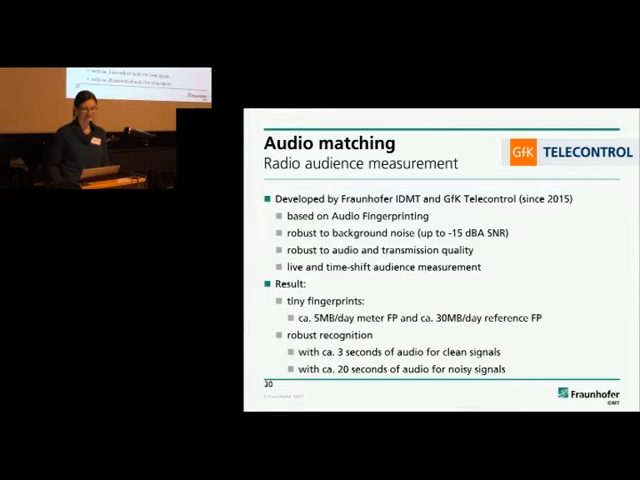 Audio matching
Radio audience measurement
GfK TELECONTROL
Developed by Fraunhofer IDMT and GfK Telecontrol (since 2015)
based on Audio Fingerprinting
robust to background noise (up to -15 dBA SNR)
robust to audio and transmission quality
live and time-shift audience measurement
Result:
tiny fingerprints:
ca. 5MB/day meter FP and ca. 30MB/day reference FP
robust recognition
with ca. 3 seconds of audio for clean signals
with ca. 20 seconds of audio for noisy signals
© Fraunhofer IDMT
Fraunhofer
IDMT